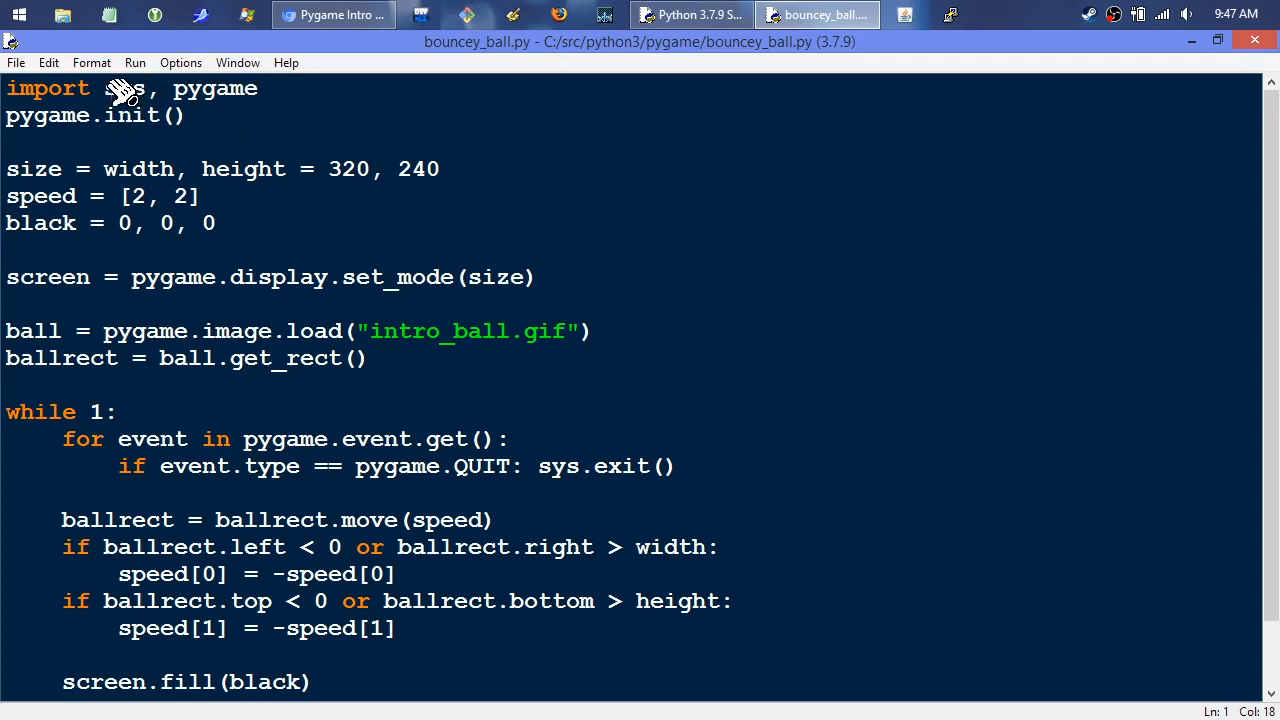 Pygame Intro ...
Python 3.7.9 S...
bouncey_ball....
9:47 AM
bouncey_ball.py - C:/src/python3/pygame/bouncey_ball.py (3.7.9)
File Edit Format Run Options Window Help
import sys, pygame
pygame.init()
size = width, height = 320, 240
speed = [2, 2]
black = 0, 0, 0
screen = pygame.display.set_mode(size)
ball = pygame.image.load("intro_ball.gif")
ballrect = ball.get_rect()
while 1:
    for event in pygame.event.get():
        if event.type == pygame.QUIT: sys.exit()
    ballrect = ballrect.move(speed)
    if ballrect.left < 0 or ballrect.right > width:
        speed[0] = -speed[0]
    if ballrect.top < 0 or ballrect.bottom > height:
        speed[1] = -speed[1]
    screen.fill(black)
Ln: 1 Col: 18